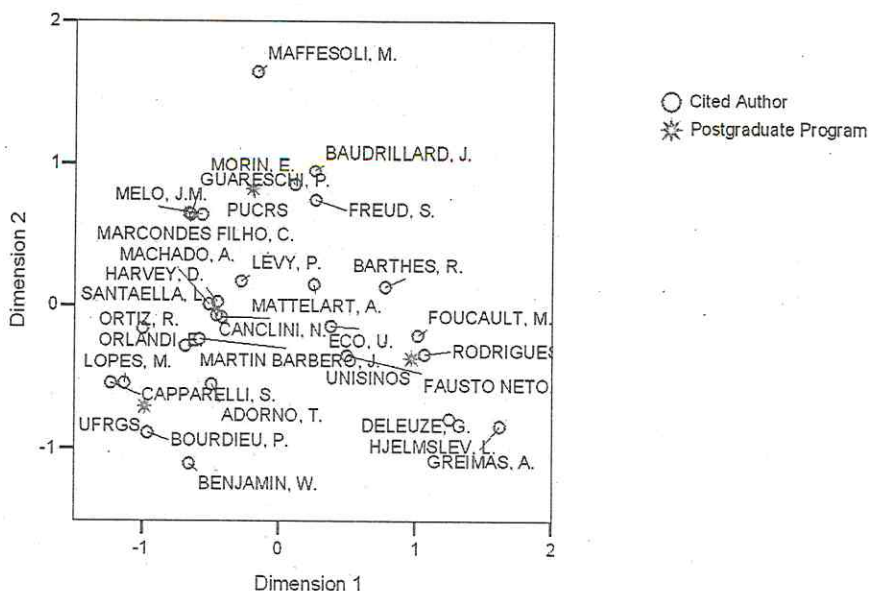 2
MAFFESOLI, M.
Cited Author
Postgraduate Program
1
BAUDRILLARD, J.
MORIN, E.
GUARESCHI, P.
MELO, J.M.
PUCRS
FREUD, S.
MARCONDES FILHO, C.
MACHADO, A.
LÉVY, P.
BARTHES, R.
HARVEY, D.
SANTAELLA, L
MATTELART, A.
0
ORTIZ, R.
CANCLINI, N.
FOUCAULT, M.
ORLANDI, E.
ECO, U.
RODRIGUES
LOPES, M.
MARTIN BARBERO, J.
UNISINOS
FAUSTO NETO,
CAPPARELLI, S.
ADORNO, T.
UFRGS
DELEUZE, G.
BOURDIEU, P.
HJELMSLEV, L.
GREIMAS, A.
-1
BENJAMIN, W.
Dimension 2
-1 0 1 2
Dimension 1